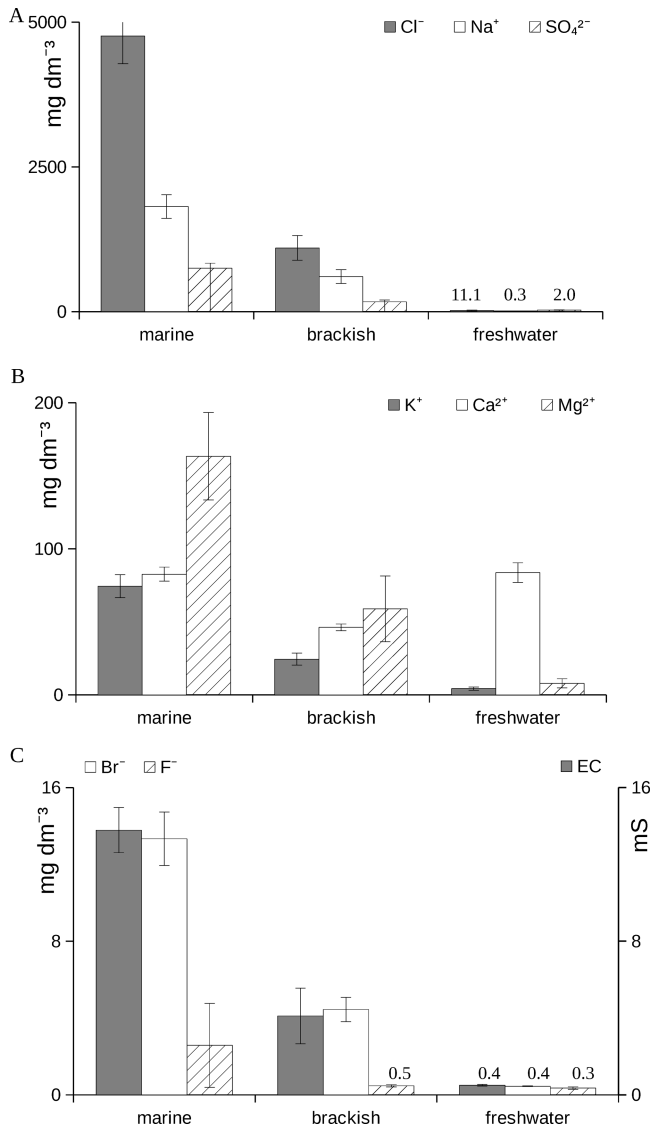 A
5000 Cl⁻ Na⁺ SO₄²⁻
mg dm⁻³
2500
11.1 0.3 2.0
0
marine brackish freshwater
B
200 K⁺ Ca²⁺ Mg²⁺
mg dm⁻³
100
0
marine brackish freshwater
C
Br⁻ F⁻ EC
16 16
mg dm⁻³ mS
8 8
0.5 0.4 0.4 0.3
0 0
marine brackish freshwater